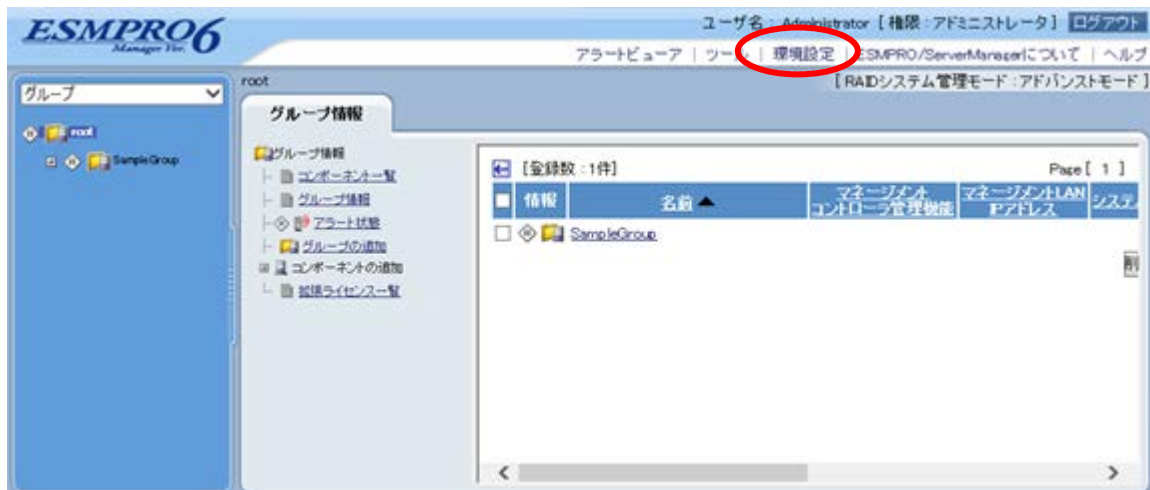 ESMPRO6
Manager Ver.
ユーザ名 : Administrator [ 権限 : アドミニストレータ ] ログアウト
アラートビューア | ツール | 環境設定 | ESMPRO/ServerManagerについて | ヘルプ
グループ
root
SampleGroup
root
[ RAIDシステム管理モード : アドバンストモード ]
グループ情報
グループ情報
コンポーネント一覧
グループ情報
アラート状態
グループの追加
コンポーネントの追加
拡張ライセンス一覧
[登録数 : 1件]
Page [ 1 ]
情報 名前 ▲ マネージメントコントローラ管理機能 マネージメントLAN IPアドレス システ
SampleGroup
削